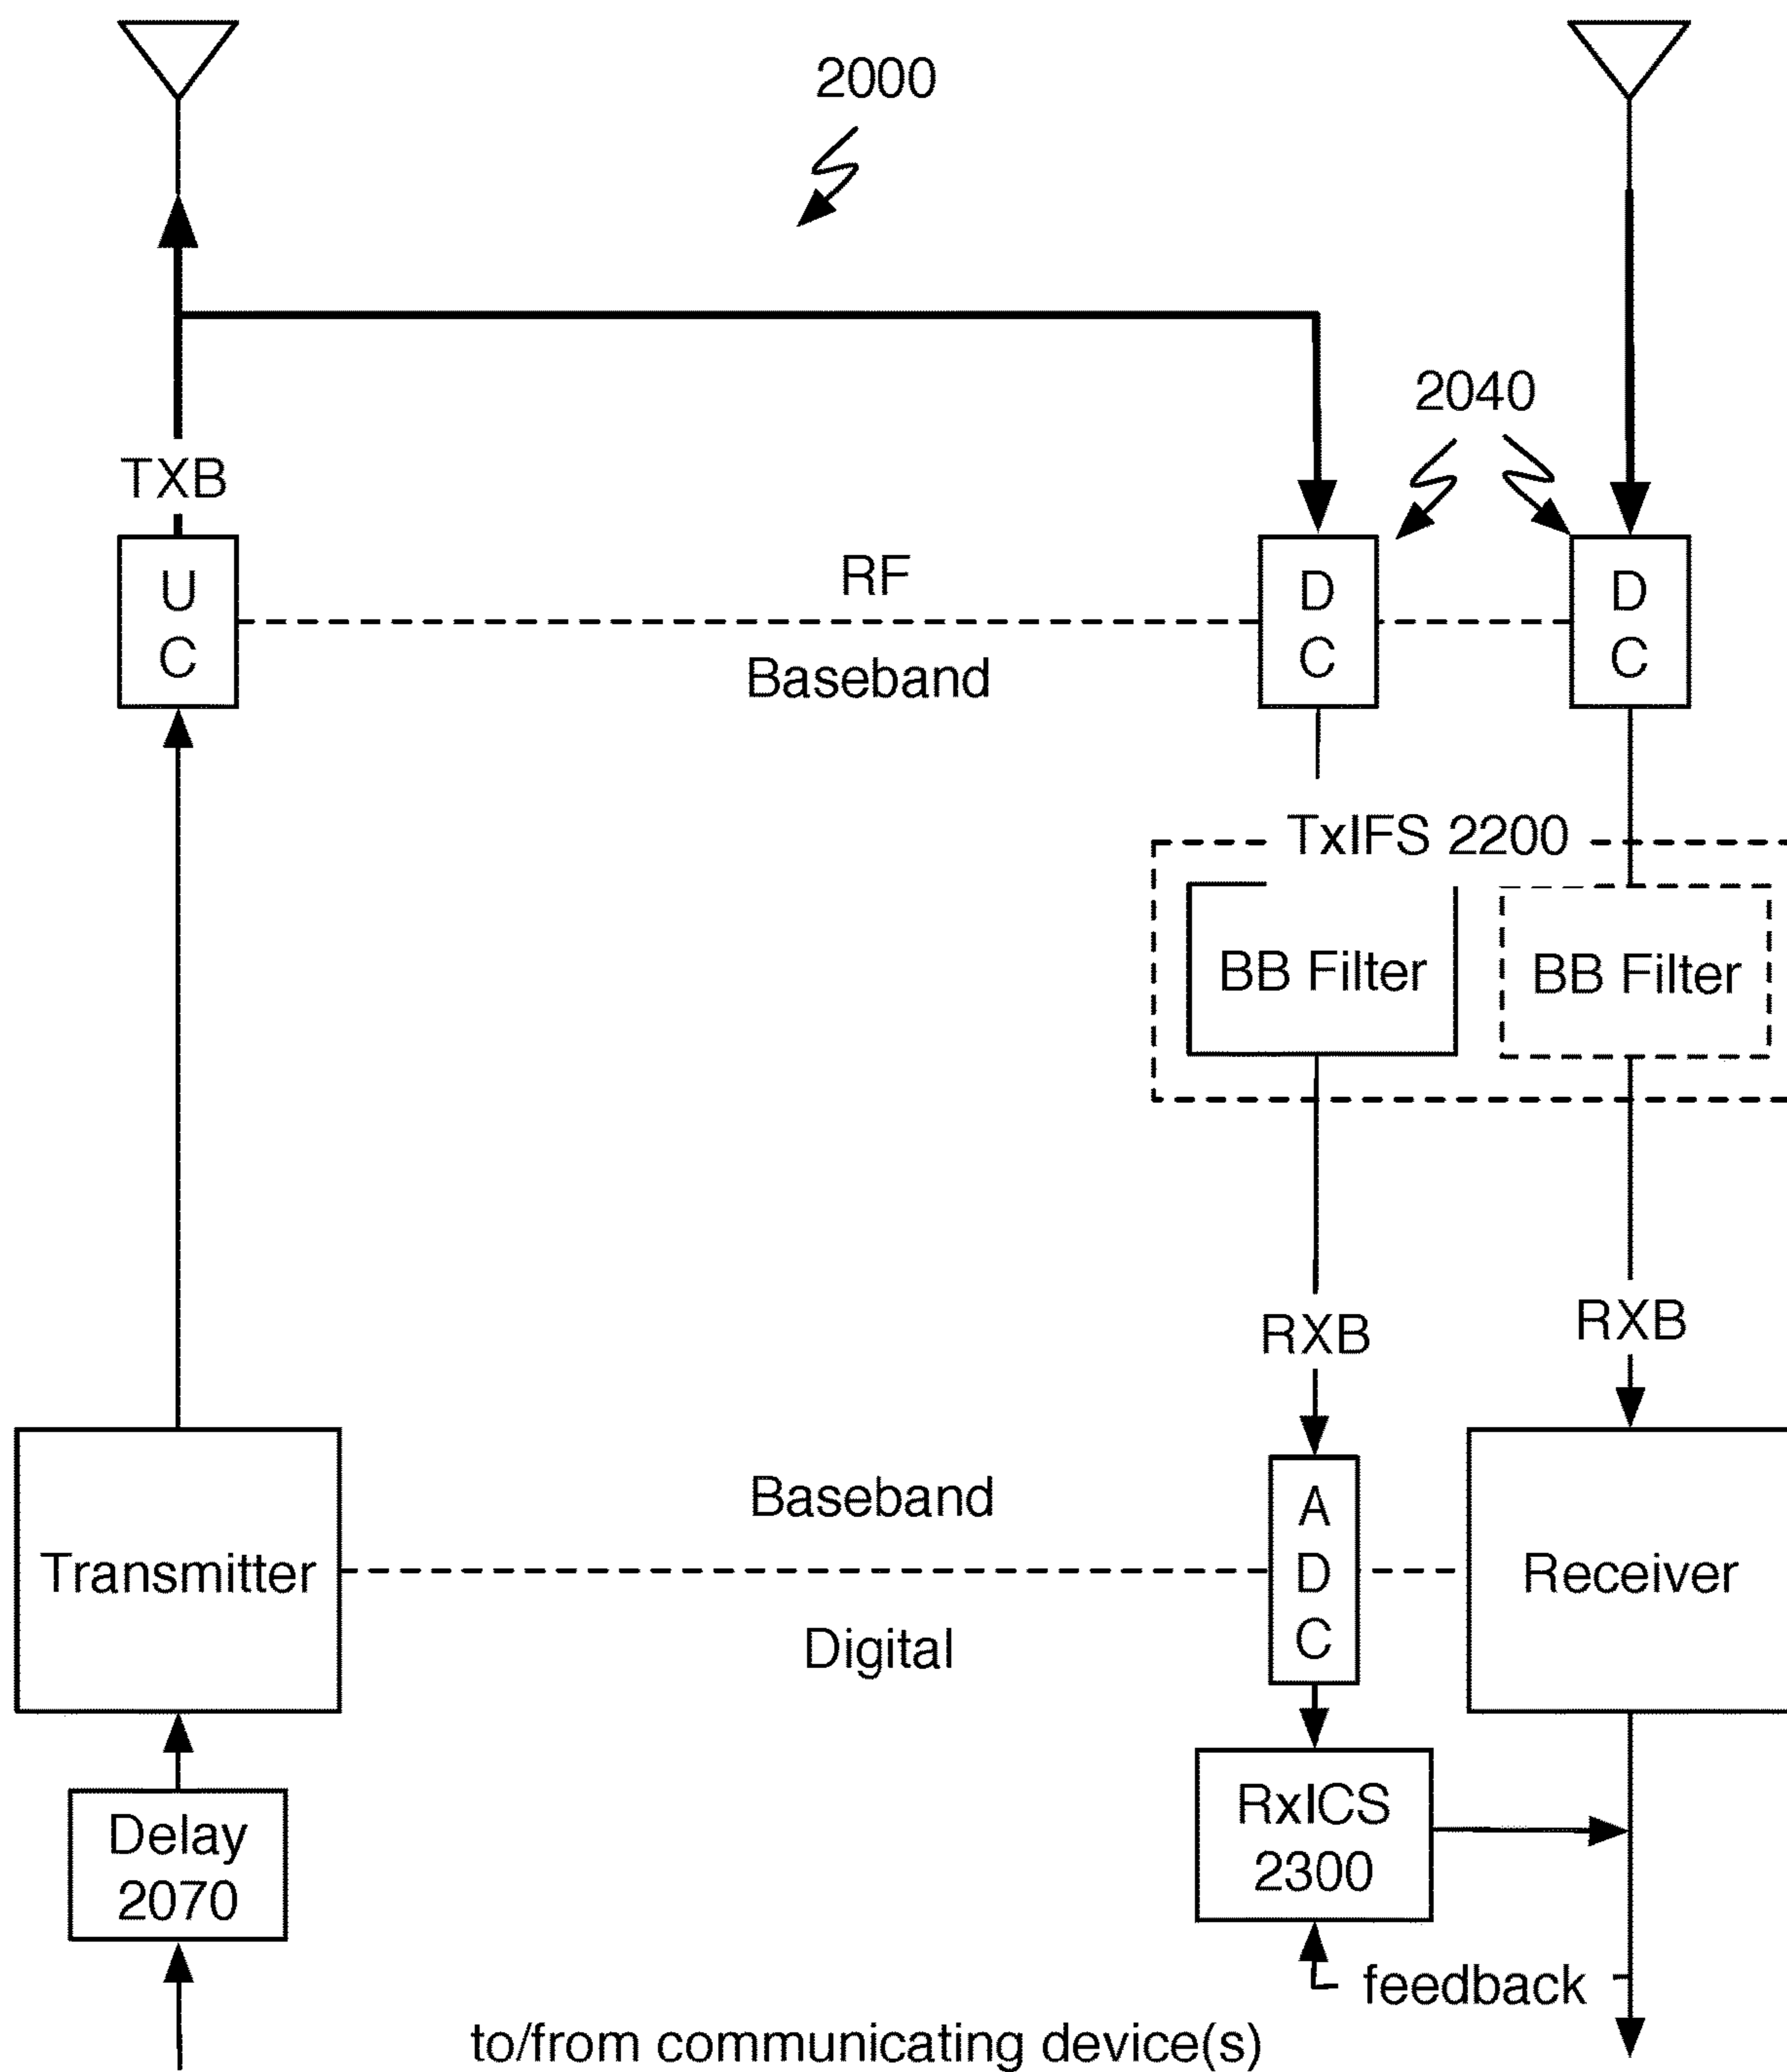 2000
2040
TXB
U
C
RF
Baseband
D
C
D
C
TxIFS 2200
BB Filter
BB Filter
RXB
RXB
Transmitter
Baseband
Digital
A
D
C
Receiver
Delay
2070
RxICS
2300
feedback
to/from communicating device(s)